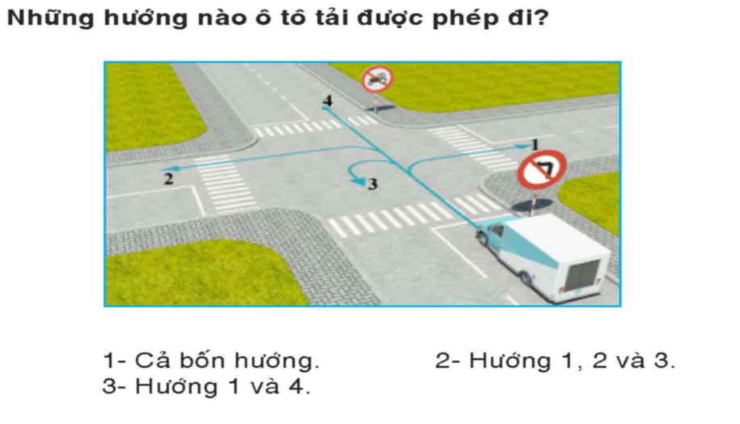 Những hướng nào ô tô tải được phép đi?
4
1
2
3
1- Cả bốn hướng. 2- Hướng 1, 2 và 3.
3- Hướng 1 và 4.